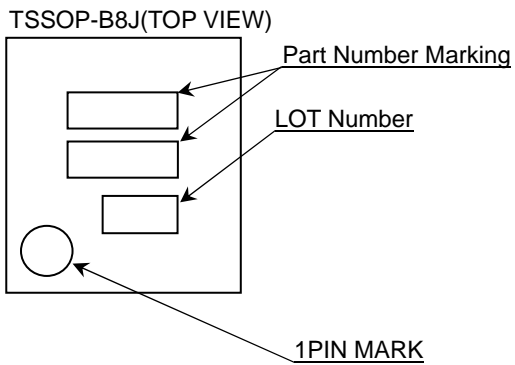 TSSOP-B8J(TOP VIEW)
Part Number Marking
LOT Number
1PIN MARK